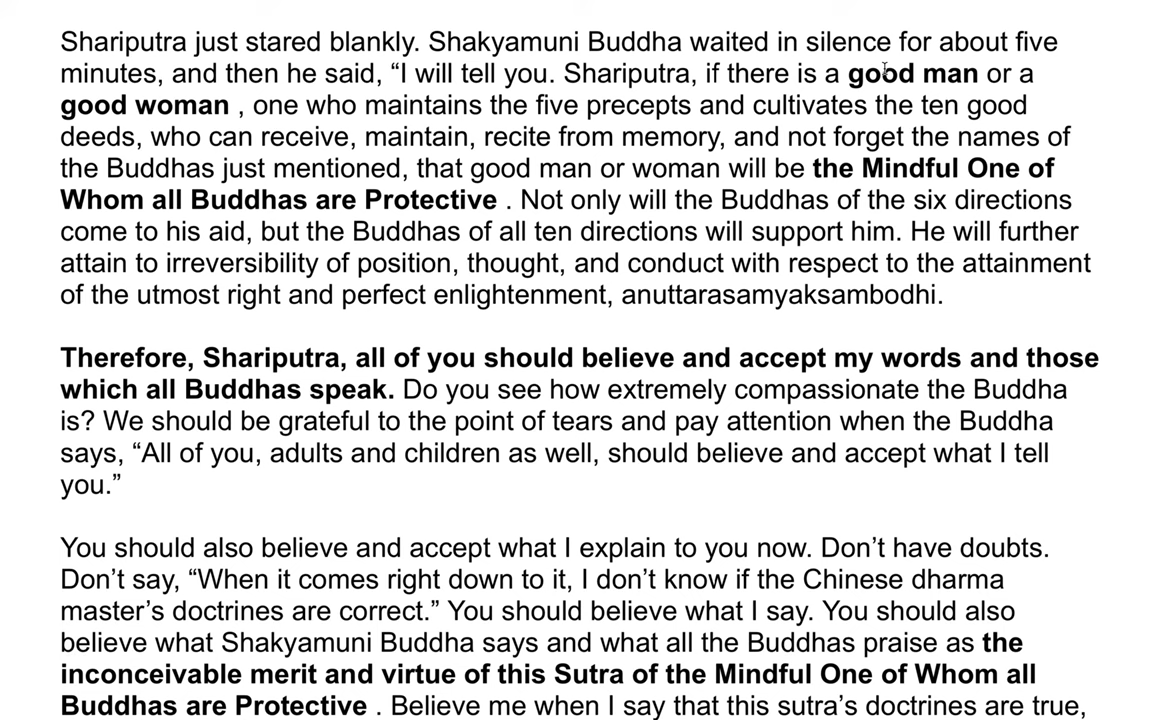 Shariputra just stared blankly. Shakyamuni Buddha waited in silence for about five
minutes, and then he said, “I will tell you. Shariputra, if there is a good man or a
good woman , one who maintains the five precepts and cultivates the ten good
deeds, who can receive, maintain, recite from memory, and not forget the names of
the Buddhas just mentioned, that good man or woman will be the Mindful One of
Whom all Buddhas are Protective . Not only will the Buddhas of the six directions
come to his aid, but the Buddhas of all ten directions will support him. He will further
attain to irreversibility of position, thought, and conduct with respect to the attainment
of the utmost right and perfect enlightenment, anuttarasamyaksambodhi.
Therefore, Shariputra, all of you should believe and accept my words and those
which all Buddhas speak. Do you see how extremely compassionate the Buddha
is? We should be grateful to the point of tears and pay attention when the Buddha
says, “All of you, adults and children as well, should believe and accept what I tell
you.”
You should also believe and accept what I explain to you now. Don’t have doubts.
Don’t say, “When it comes right down to it, I don’t know if the Chinese dharma
master’s doctrines are correct.” You should believe what I say. You should also
believe what Shakyamuni Buddha says and what all the Buddhas praise as the
inconceivable merit and virtue of this Sutra of the Mindful One of Whom all
Buddhas are Protective . Believe me when I say that this sutra’s doctrines are true,